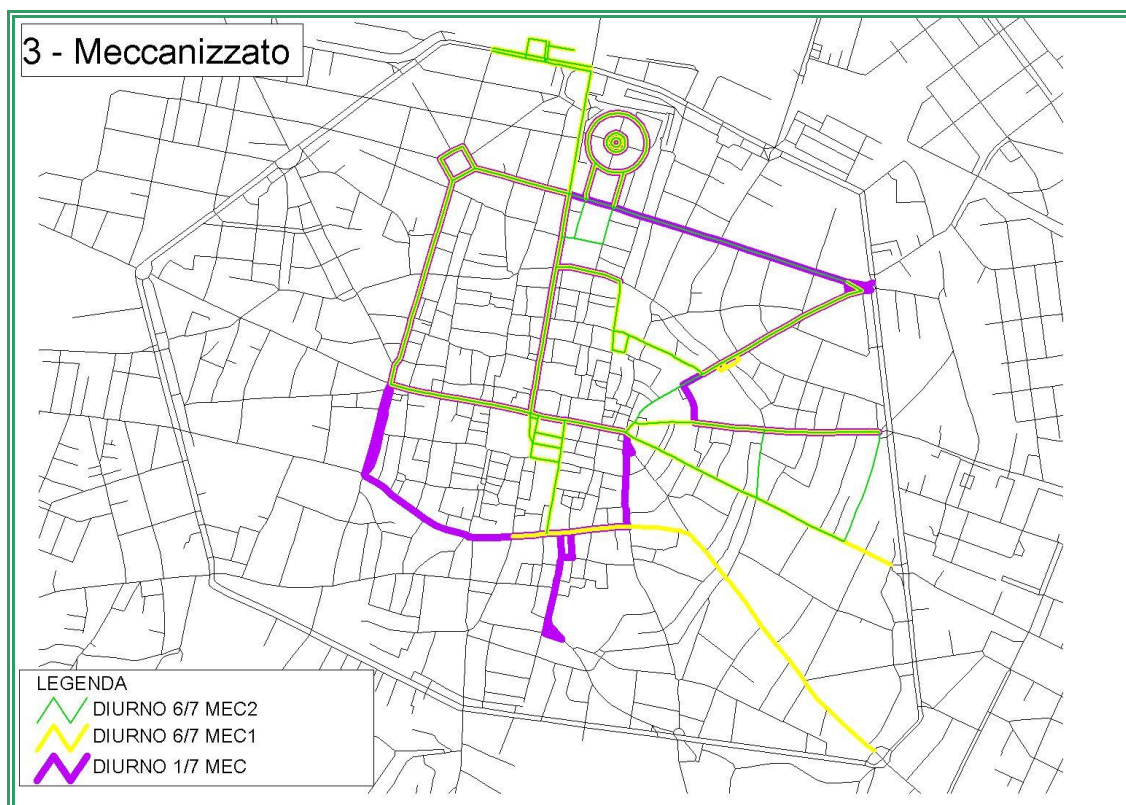 3 - Meccanizzato
LEGENDA
DIURNO 6/7 MEC2
DIURNO 6/7 MEC1
DIURNO 1/7 MEC